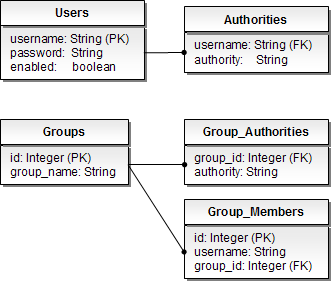 Users
username: String (PK)
password: String
enabled: boolean
Authorities
username: String (FK)
authority: String
Groups
id: Integer (PK)
group_name: String
Group_Authorities
group_id: Integer (FK)
authority: String
Group_Members
id: Integer (PK)
username: String
group_id: Integer (FK)